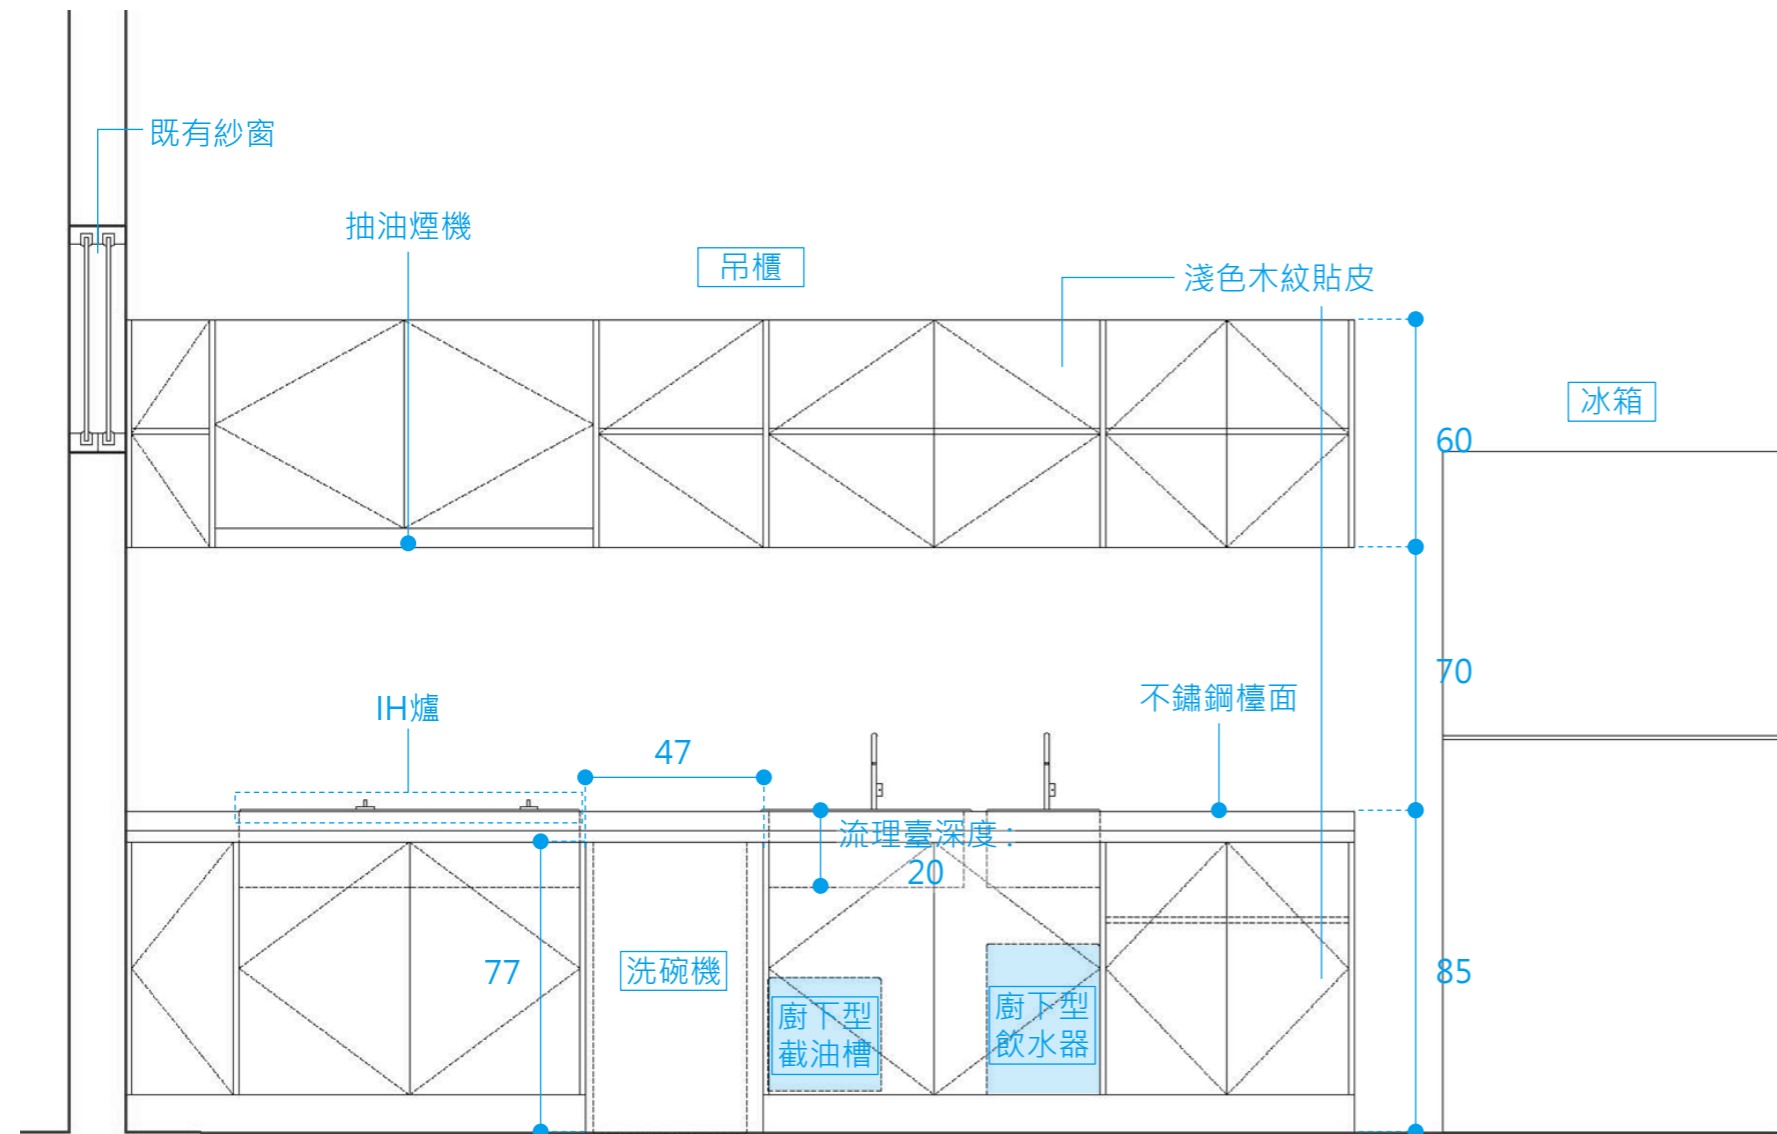 既有紗窗
抽油煙機
吊櫃
淺色木紋貼皮
冰箱
60
70
不鏽鋼檯面
IH爐
47
流理臺深度：
20
77
洗碗機
85
廚下型
截油槽
廚下型
飲水器